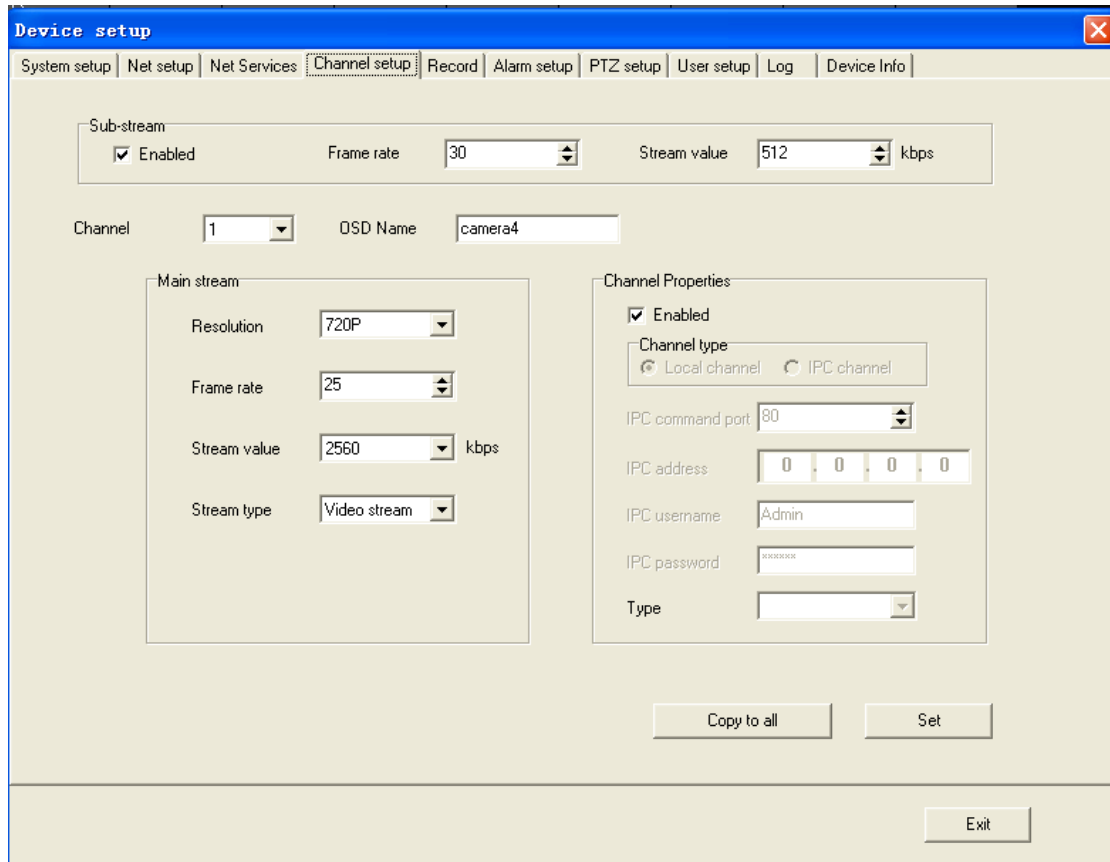 Device setup
System setup Net setup Net Services Channel setup Record Alarm setup PTZ setup User setup Log Device Info
Sub-stream
Enabled Frame rate 30 Stream value 512 kbps
Channel 1 OSD Name camera4
Main stream
Resolution 720P
Frame rate 25
Stream value 2560 kbps
Stream type Video stream
Channel Properties
Enabled
Channel type
Local channel IPC channel
IPC command port 80
IPC address 0 . 0 . 0 . 0
IPC username Admin
IPC password ××××××
Type
Copy to all Set
Exit